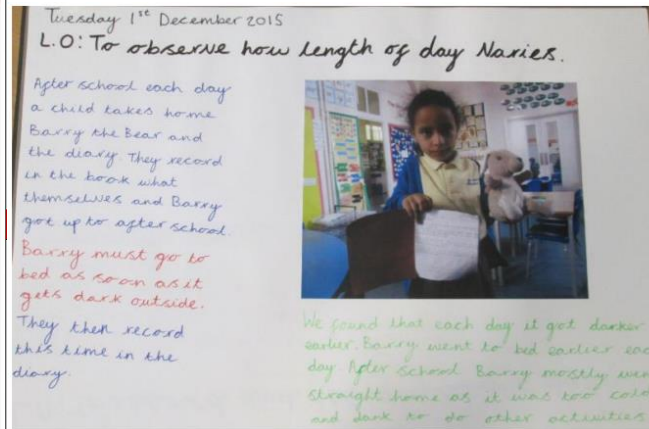 Tuesday 1st December 2015
L.O: To observe how length of day Naries.
After school each day
a child takes home
Barry the Bear and
the diary. They record
in the book what
themselves and Barry
got up to after school.
Barry must go to
bed as soon as it
gets dark outside.
They then record
this time in the
diary.
We found that each day it got darker
earlier. Barry went to bed earlier eac
day. After school Barry mostly wen
straight home as it was too cold
and dark to do other activities